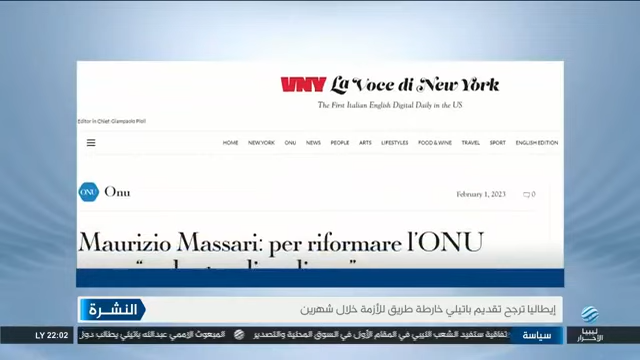 VNY La Voce di New York
The First Italian English Digital Daily in the US
Editor in Chief: Giampaolo Pioli
HOME NEW YORK ONU NEWS PEOPLE ARTS LIFESTYLES FOOD & WINE TRAVEL SPORT ENGLISH EDITION
ONU Onu
February 1, 2023 0
Maurizio Massari: per riformare l'ONU
النشرة
إيطاليا ترجح تقديم باتيلي خارطة طريق للأزمة خلال شهرين
ليبيا
الأحرار
سياسة
تفاقية ستفيد الشعب الليبي في المقام الأول في السوق المحلية والتصدير
المبعوث الاممي عبدالله باتيلي يطالب دول
LY 22:02